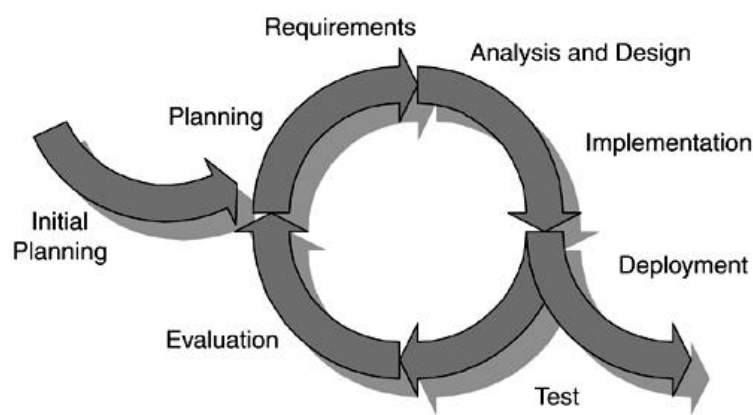 Requirements
Analysis and Design
Planning
Implementation
Initial
Planning
Deployment
Evaluation
Test